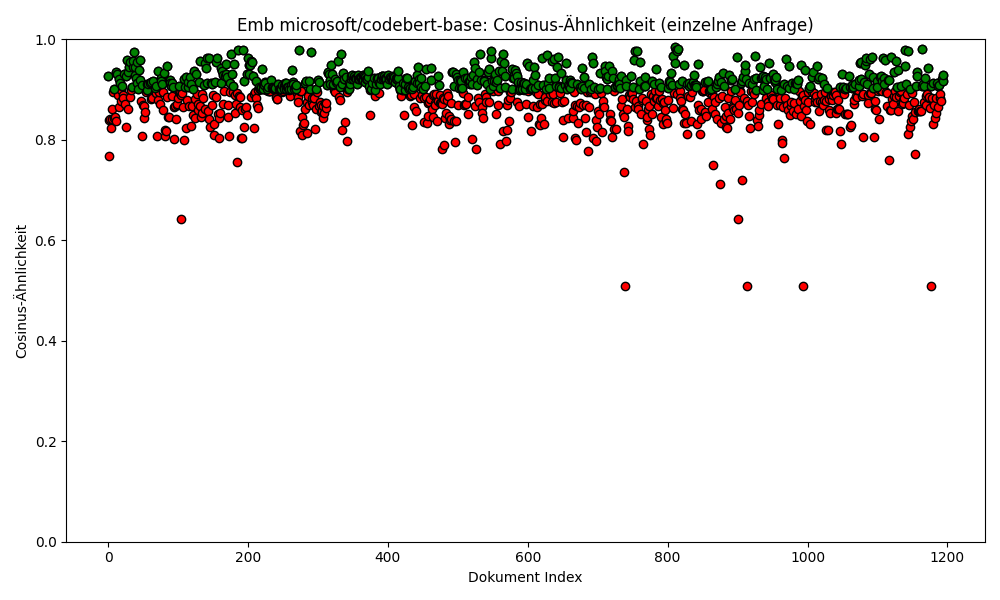 Emb microsoft/codebert-base: Cosinus-Ähnlichkeit (einzelne Anfrage)
1.0
0.8
0.6
0.4
0.2
0.0
Cosinus-Ähnlichkeit
0 200 400 600 800 1000 1200
Dokument Index